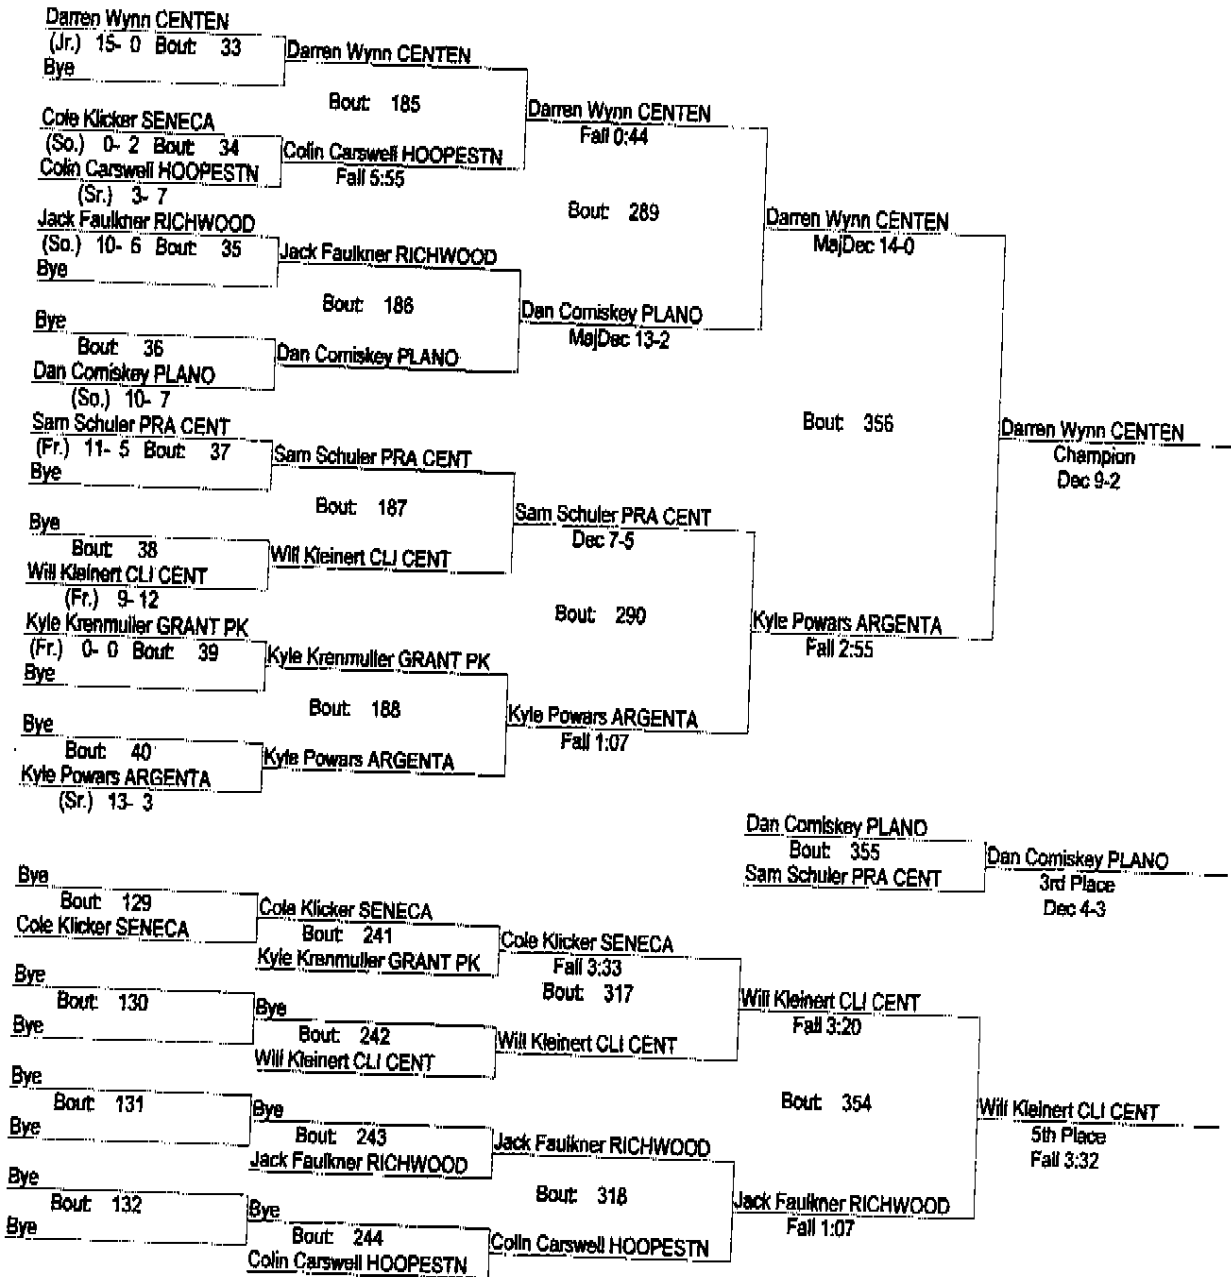 Darren Wynn CENTEN
(Jr.) 15- 0 Bout: 33
Bye
Darren Wynn CENTEN
Bout: 185
Cole Klicker SENECA
(So.) 0- 2 Bout: 34
Colin Carswell HOOPESTN
(Sr.) 3- 7
Colin Carswell HOOPESTN
Fall 5:55
Darren Wynn CENTEN
Fall 0:44
Bout: 289
Jack Faulkner RICHWOOD
(So.) 10- 6 Bout: 35
Bye
Jack Faulkner RICHWOOD
Bout: 186
Bye
Bout: 36
Dan Comiskey PLANO
(So.) 10- 7
Dan Comiskey PLANO
Dan Comiskey PLANO
MajDec 13-2
Darren Wynn CENTEN
MajDec 14-0
Bout: 356
Sam Schuler PRA CENT
(Fr.) 11- 5 Bout: 37
Bye
Sam Schuler PRA CENT
Bout: 187
Bye
Bout: 38
Will Kleinert CLI CENT
(Fr.) 9- 12
Will Kleinert CLI CENT
Sam Schuler PRA CENT
Dec 7-5
Bout: 290
Kyle Krenmuller GRANT PK
(Fr.) 0- 0 Bout: 39
Bye
Kyle Krenmuller GRANT PK
Bout: 188
Bye
Bout: 40
Kyle Powars ARGENTA
(Sr.) 13- 3
Kyle Powars ARGENTA
Kyle Powars ARGENTA
Fall 1:07
Kyle Powars ARGENTA
Fall 2:55
Darren Wynn CENTEN
Champion
Dec 9-2
Dan Comiskey PLANO
Bout: 355
Sam Schuler PRA CENT
Dan Comiskey PLANO
3rd Place
Dec 4-3
Bye
Bout: 129
Cole Klicker SENECA
Cole Klicker SENECA
Bout: 241
Kyle Krenmuller GRANT PK
Cole Klicker SENECA
Fall 3:33
Bout: 317
Bye
Bout: 130
Bye
Bye
Bout: 242
Will Kleinert CLI CENT
Will Kleinert CLI CENT
Will Kleinert CLI CENT
Fall 3:20
Bout: 354
Bye
Bout: 131
Bye
Bye
Bout: 243
Jack Faulkner RICHWOOD
Jack Faulkner RICHWOOD
Bout: 318
Bye
Bout: 132
Bye
Bye
Bout: 244
Colin Carswell HOOPESTN
Colin Carswell HOOPESTN
Jack Faulkner RICHWOOD
Fall 1:07
Will Kleinert CLI CENT
5th Place
Fall 3:32